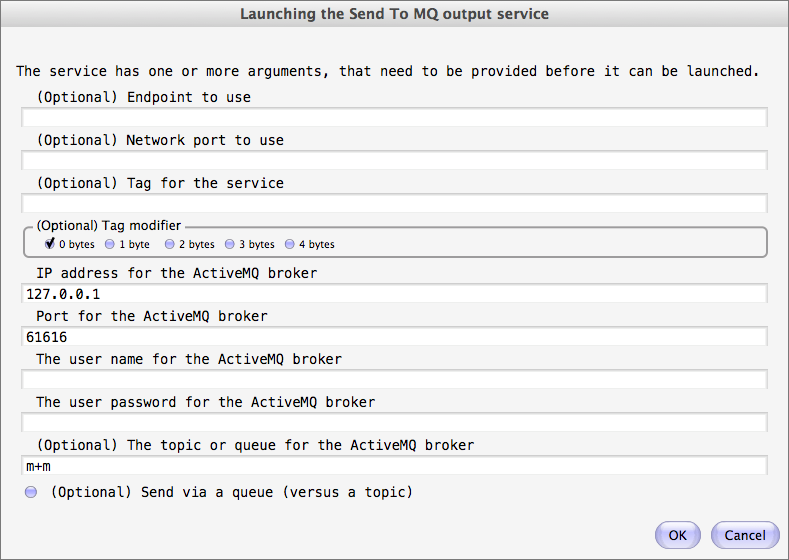 Launching the Send To MQ output service
The service has one or more arguments, that need to be provided before it can be launched.
(Optional) Endpoint to use
(Optional) Network port to use
(Optional) Tag for the service
(Optional) Tag modifier
0 bytes 1 byte 2 bytes 3 bytes 4 bytes
IP address for the ActiveMQ broker
127.0.0.1
Port for the ActiveMQ broker
61616
The user name for the ActiveMQ broker
The user password for the ActiveMQ broker
(Optional) The topic or queue for the ActiveMQ broker
m+m
(Optional) Send via a queue (versus a topic)
OK Cancel